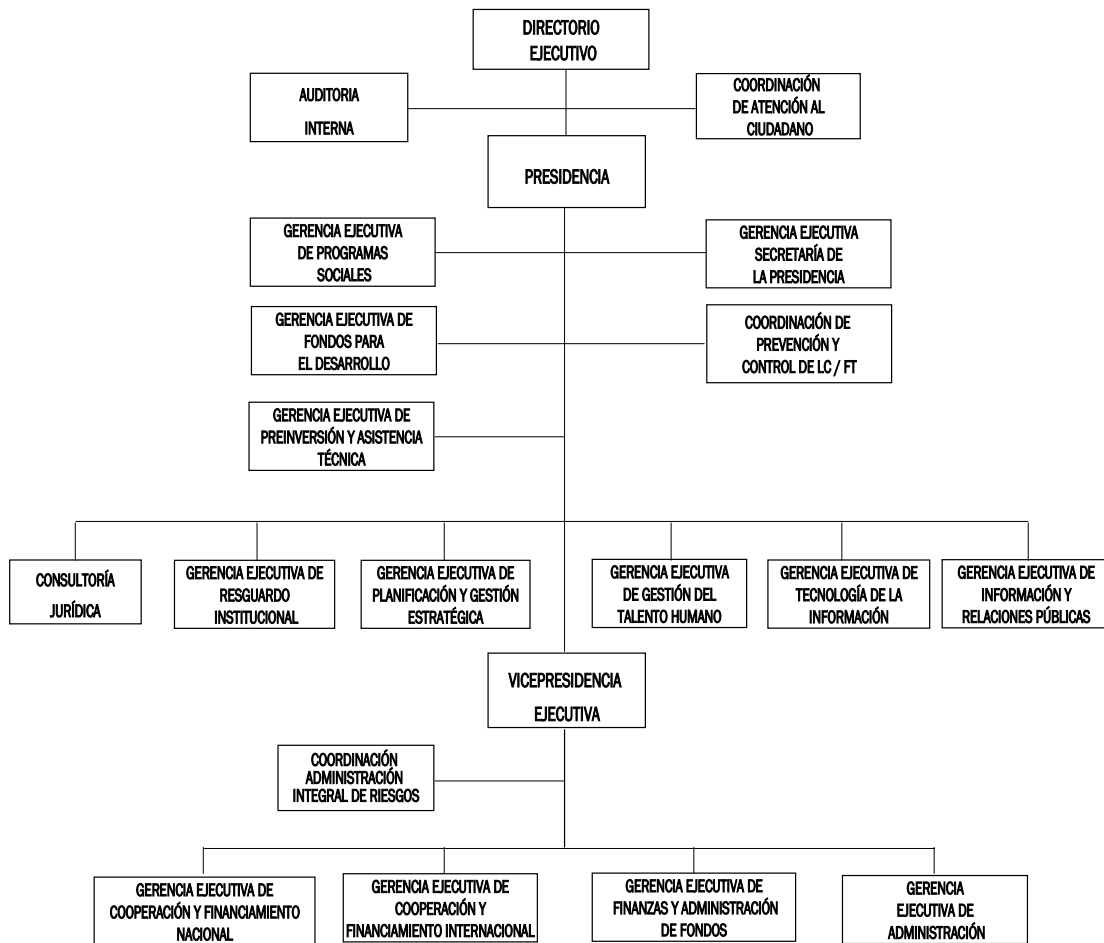 DIRECTORIO
EJECUTIVO
AUDITORIA
INTERNA
COORDINACIÓN
DE ATENCIÓN AL
CIUDADANO
PRESIDENCIA
GERENCIA EJECUTIVA
DE PROGRAMAS
SOCIALES
GERENCIA EJECUTIVA
SECRETARÍA DE
LA PRESIDENCIA
GERENCIA EJECUTIVA DE
FONDOS PARA
EL DESARROLLO
COORDINACIÓN DE
PREVENCIÓN Y
CONTROL DE LC / FT
GERENCIA EJECUTIVA DE
PREINVERSIÓN Y ASISTENCIA
TÉCNICA
CONSULTORÍA
JURÍDICA
GERENCIA EJECUTIVA DE
RESGUARDO
INSTITUCIONAL
GERENCIA EJECUTIVA DE
PLANIFICACIÓN Y GESTIÓN
ESTRATÉGICA
GERENCIA EJECUTIVA
DE GESTIÓN DEL
TALENTO HUMANO
GERENCIA EJECUTIVA DE
TECNOLOGÍA DE LA
INFORMACIÓN
GERENCIA EJECUTIVA DE
INFORMACIÓN Y
RELACIONES PÚBLICAS
VICEPRESIDENCIA
EJECUTIVA
COORDINACIÓN
ADMINISTRACIÓN
INTEGRAL DE RIESGOS
GERENCIA EJECUTIVA DE
COOPERACIÓN Y FINANCIAMIENTO
NACIONAL
GERENCIA EJECUTIVA DE
COOPERACIÓN Y
FINANCIAMIENTO INTERNACIONAL
GERENCIA EJECUTIVA DE
FINANZAS Y ADMINISTRACIÓN
DE FONDOS
GERENCIA
EJECUTIVA DE
ADMINISTRACIÓN